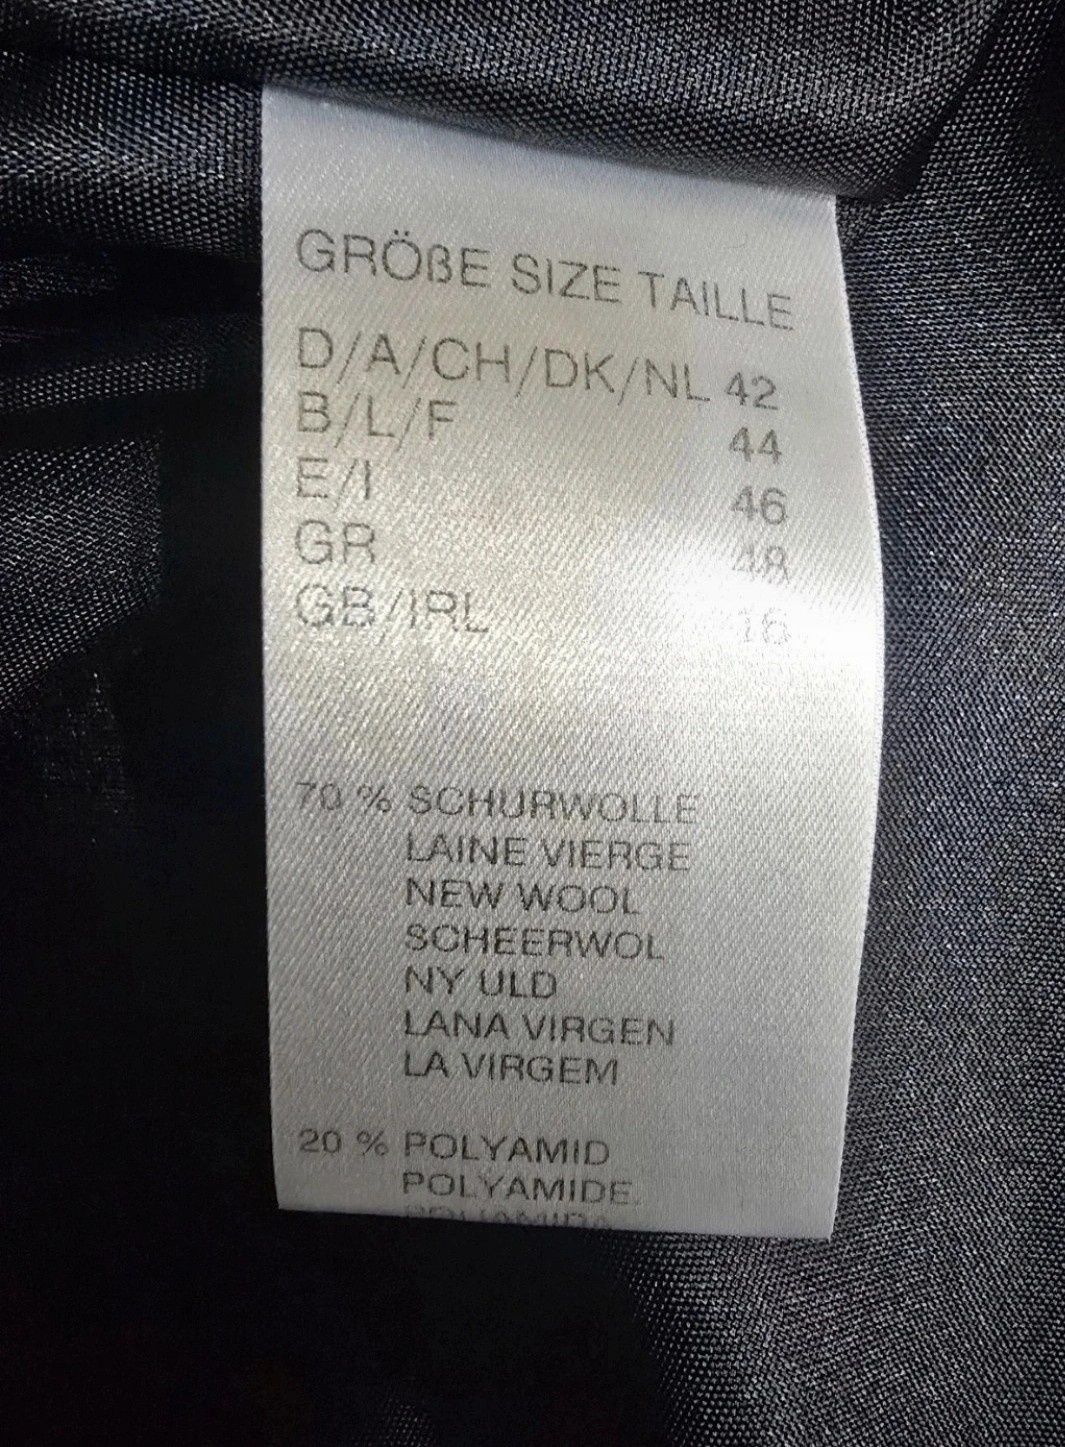 GRÖßE SIZE TAILLE
D/A/CH/DK/NL 42
B/L/F 44
E/I 46
GR 48
GB/IRL 16
70 % SCHURWOLLE
LAINE VIERGE
NEW WOOL
SCHEERWOL
NY ULD
LANA VIRGEN
LA VIRGEM
20 % POLYAMID
POLYAMIDE